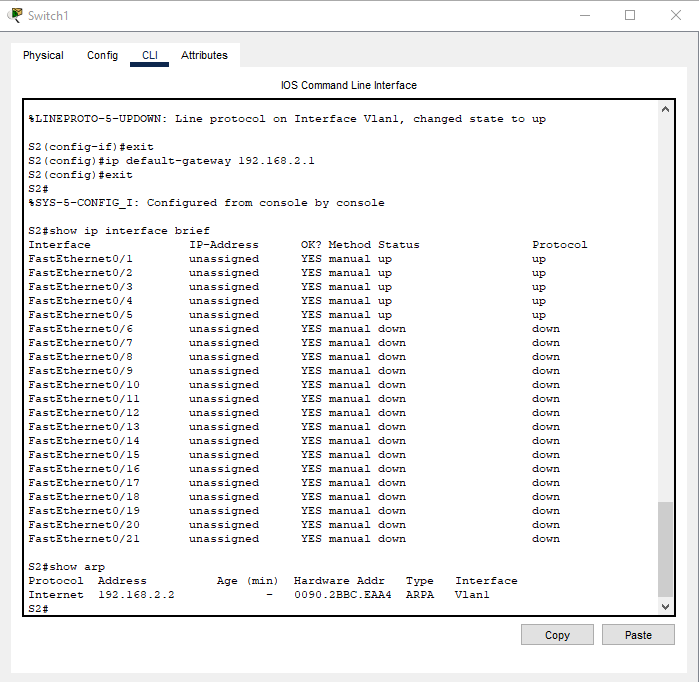 Switch1
Physical Config CLI Attributes
IOS Command Line Interface
%LINEPROTO-5-UPDOWN: Line protocol on Interface Vlan1, changed state to up
S2(config-if)#exit
S2(config)#ip default-gateway 192.168.2.1
S2(config)#exit
S2#
%SYS-5-CONFIG_I: Configured from console by console
S2#show ip interface brief
Interface IP-Address OK? Method Status Protocol
FastEthernet0/1 unassigned YES manual up up
FastEthernet0/2 unassigned YES manual up up
FastEthernet0/3 unassigned YES manual up up
FastEthernet0/4 unassigned YES manual up up
FastEthernet0/5 unassigned YES manual up up
FastEthernet0/6 unassigned YES manual down down
FastEthernet0/7 unassigned YES manual down down
FastEthernet0/8 unassigned YES manual down down
FastEthernet0/9 unassigned YES manual down down
FastEthernet0/10 unassigned YES manual down down
FastEthernet0/11 unassigned YES manual down down
FastEthernet0/12 unassigned YES manual down down
FastEthernet0/13 unassigned YES manual down down
FastEthernet0/14 unassigned YES manual down down
FastEthernet0/15 unassigned YES manual down down
FastEthernet0/16 unassigned YES manual down down
FastEthernet0/17 unassigned YES manual down down
FastEthernet0/18 unassigned YES manual down down
FastEthernet0/19 unassigned YES manual down down
FastEthernet0/20 unassigned YES manual down down
FastEthernet0/21 unassigned YES manual down down
S2#show arp
Protocol Address Age (min) Hardware Addr Type Interface
Internet 192.168.2.2 - 0090.2BBC.EAA4 ARPA Vlan1
S2#
Copy Paste